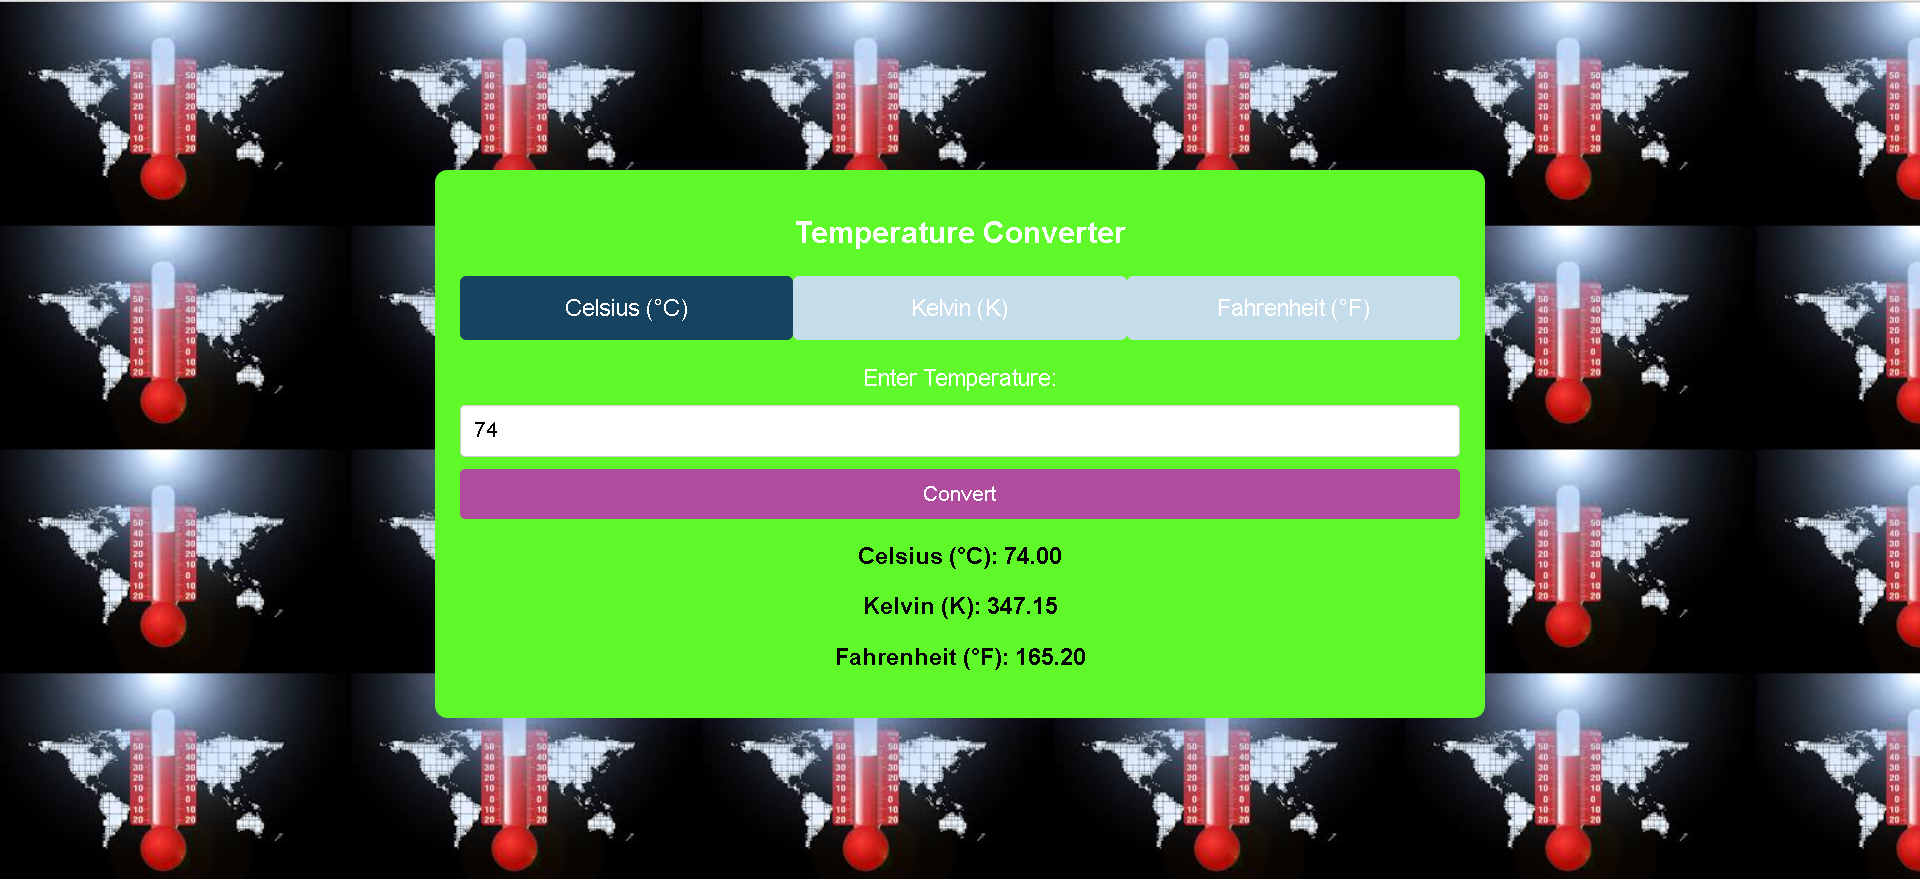 Temperature Converter
Celsius (°C)
Kelvin (K)
Fahrenheit (°F)
Enter Temperature:
74
Convert
Celsius (°C): 74.00
Kelvin (K): 347.15
Fahrenheit (°F): 165.20